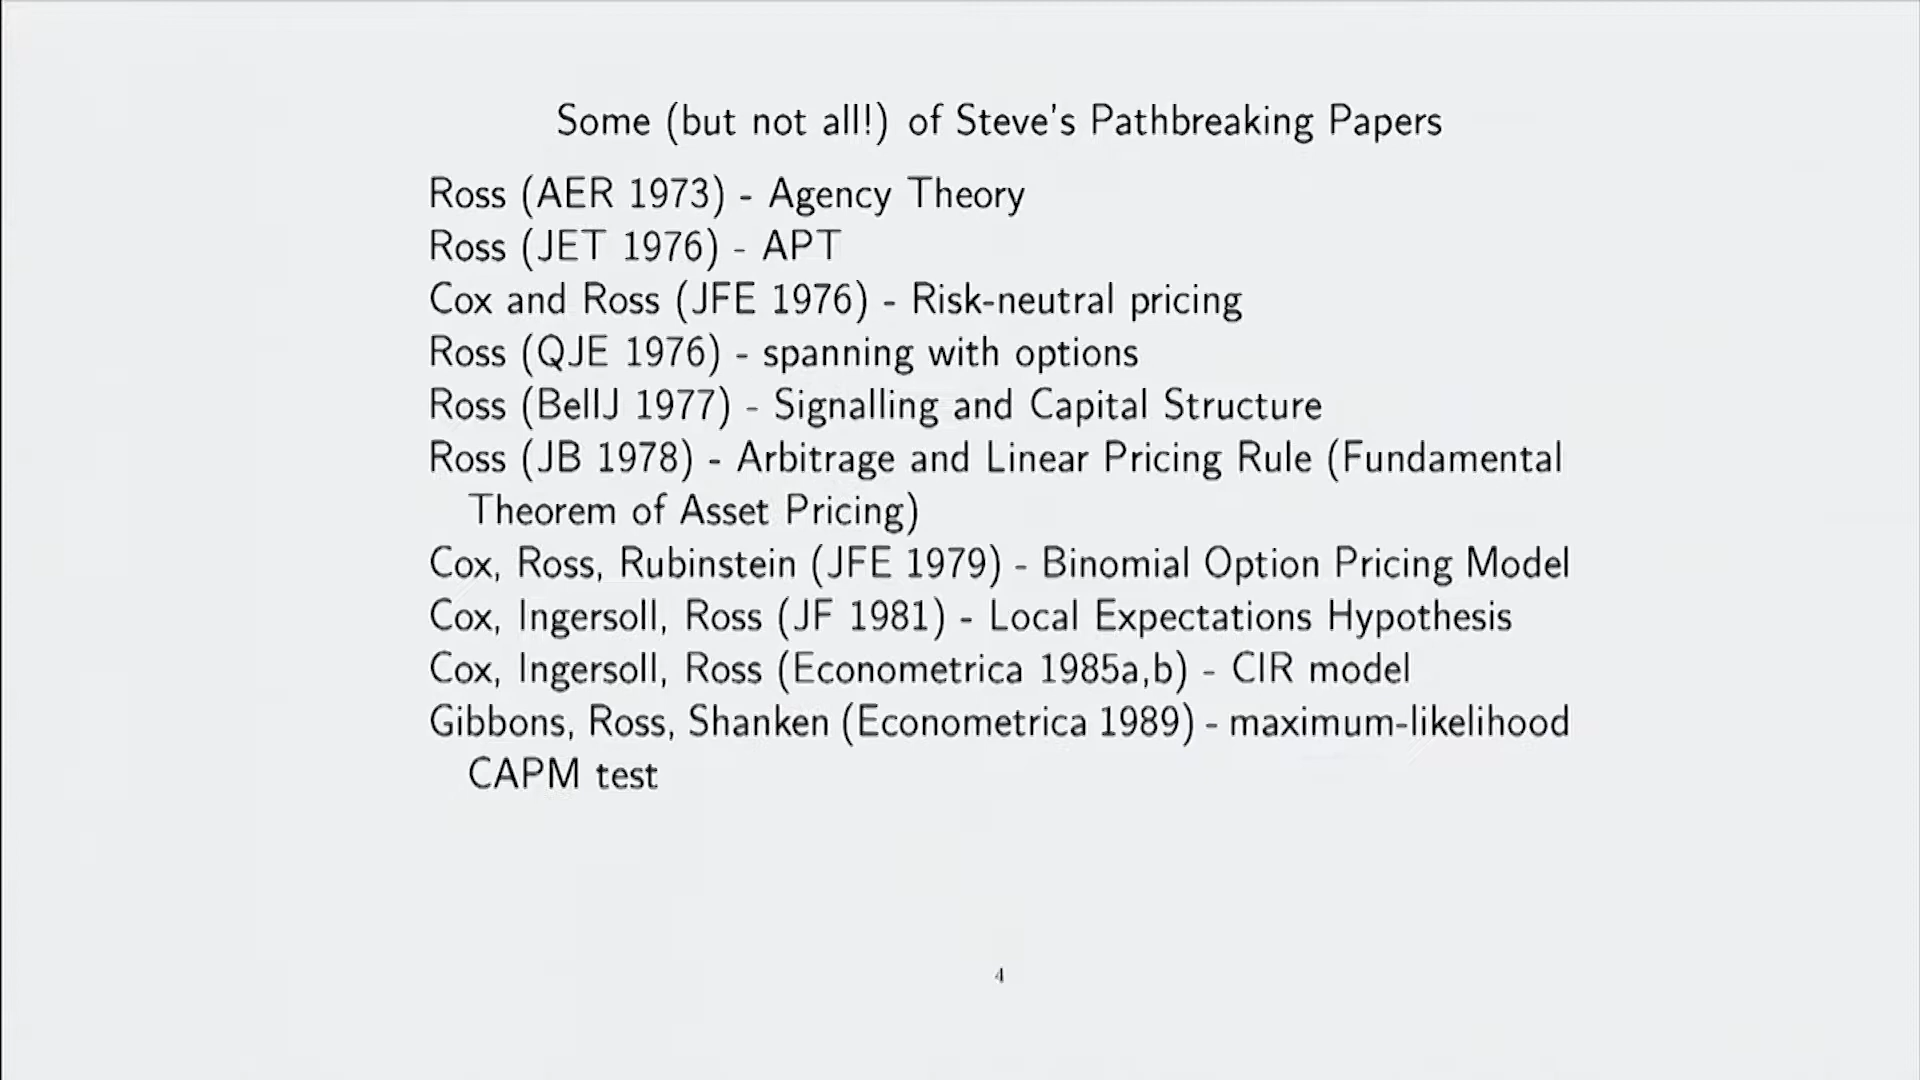 Some (but not all!) of Steve's Pathbreaking Papers
Ross (AER 1973) - Agency Theory
Ross (JET 1976) - APT
Cox and Ross (JFE 1976) - Risk-neutral pricing
Ross (QJE 1976) - spanning with options
Ross (BellJ 1977) - Signalling and Capital Structure
Ross (JB 1978) - Arbitrage and Linear Pricing Rule (Fundamental
Theorem of Asset Pricing)
Cox, Ross, Rubinstein (JFE 1979) - Binomial Option Pricing Model
Cox, Ingersoll, Ross (JF 1981) - Local Expectations Hypothesis
Cox, Ingersoll, Ross (Econometrica 1985a,b) - CIR model
Gibbons, Ross, Shanken (Econometrica 1989) - maximum-likelihood
CAPM test
4